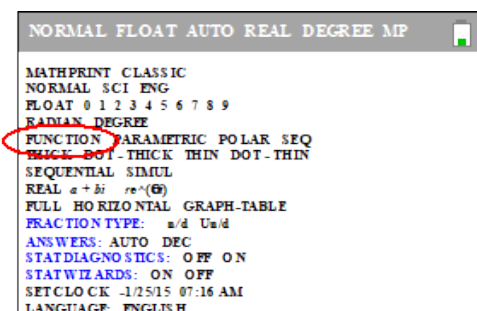 NORMAL FLOAT AUTO REAL DEGREE MP
MATHPRINT CLASSIC
NORMAL SCI ENG
FLOAT 0 1 2 3 4 5 6 7 8 9
RADIAN DEGREE
FUNCTION PARAMETRIC POLAR SEQ
THICK DOT-THICK THIN DOT-THIN
SEQUENTIAL SIMUL
REAL a+bi re^(θi)
FULL HORIZONTAL GRAPH-TABLE
FRACTION TYPE: n/d Un/d
ANSWERS: AUTO DEC
STAT DIAGNOSTICS: OFF ON
STAT WIZARDS: ON OFF
SET CLOCK -1/25/15 07:16 AM
LANGUAGE: ENGLISH